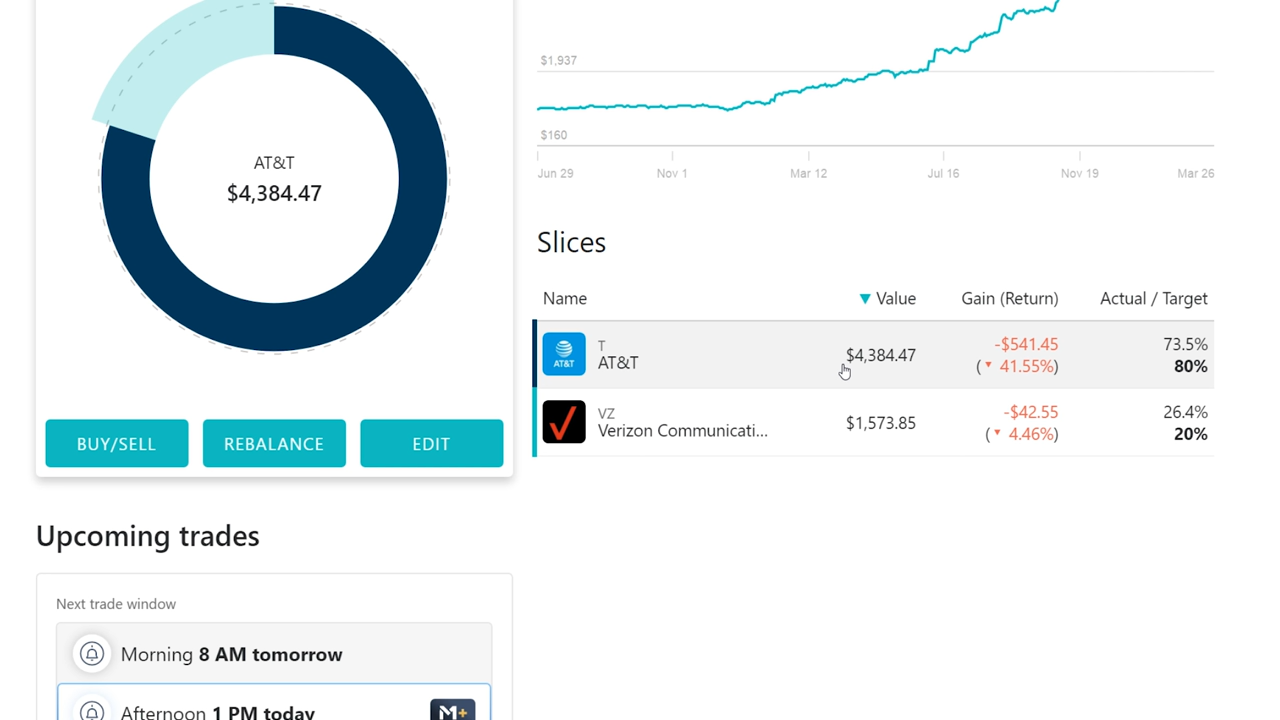 AT&T
$4,384.47
BUY/SELL
REBALANCE
EDIT
Upcoming trades
Next trade window
Morning 8 AM tomorrow
Afternoon 1 PM today
M+
$1,937
$160
Jun 29 Nov 1 Mar 12 Jul 16 Nov 19 Mar 26
Slices
Name ▼ Value Gain (Return) Actual / Target
AT&T
T
AT&T
$4,384.47
-$541.45
(▼ 41.55%)
73.5%
80%
VZ
Verizon Communicati...
$1,573.85
-$42.55
(▼ 4.46%)
26.4%
20%